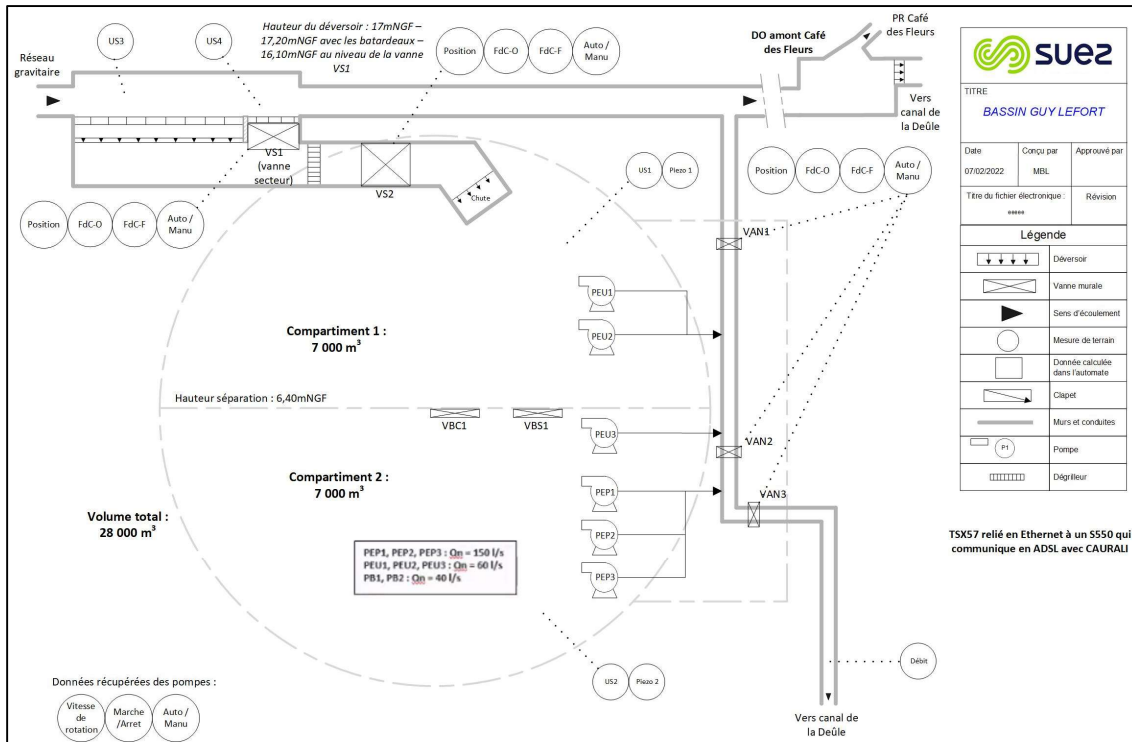 US3
US4
Hauteur du déversoir : 17mNGF –
17,20mNGF avec les batardeaux –
16,10mNGF au niveau de la vanne
VS1
Position
FdC-O
FdC-F
Auto /
Manu
DO amont Café
des Fleurs
PR Café
des Fleurs
Réseau
gravitaire
Vers
canal de
la Deûle
VS1
(vanne
secteur)
VS2
Chute
Position
FdC-O
FdC-F
Auto /
Manu
US1
Piezo 1
Position
FdC-O
FdC-F
Auto /
Manu
VAN1
PEU1
PEU2
Compartiment 1 :
7 000 m³
Hauteur séparation : 6,40mNGF
VBC1
VBS1
PEU3
VAN2
Compartiment 2 :
7 000 m³
PEP1
PEP2
PEP3
VAN3
Volume total :
28 000 m³
PEP1, PEP2, PEP3 : Qn = 150 l/s
PEU1, PEU2, PEU3 : Qn = 60 l/s
PB1, PB2 : Qn = 40 l/s
US2
Piezo 2
Débit
Données récupérées des pompes :
Vitesse
de
rotation
Marche
/Arret
Auto /
Manu
Vers canal de
la Deûle
suez
TITRE
BASSIN GUY LEFORT
Date
Conçu par
Approuvé par
07/02/2022
MBL
Titre du fichier électronique :
Révision
*****
Légende
Déversoir
Vanne murale
Sens d'écoulement
Mesure de terrain
Donnée calculée
dans l'automate
Clapet
Murs et conduites
P1
Pompe
Dégrilleur
TSX57 relié en Ethernet à un S550 qui
communique en ADSL avec CAURALI